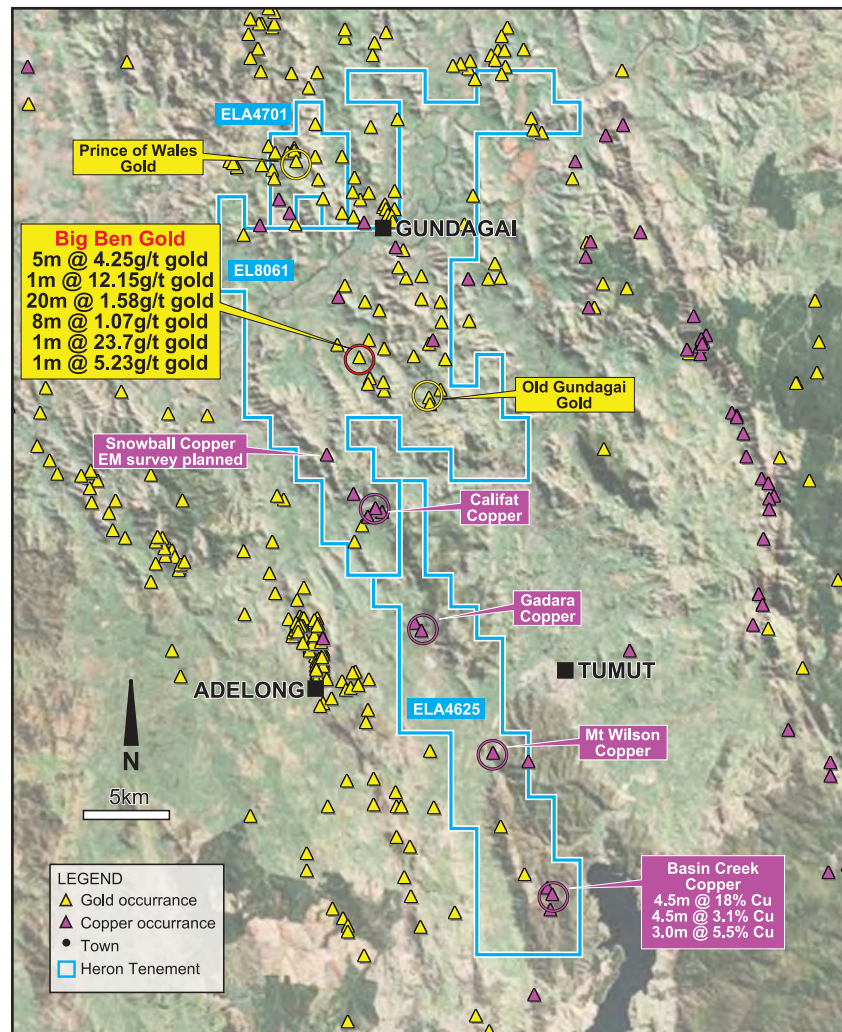 ELA4701
Prince of Wales
Gold
GUNDAGAI
EL8061
Big Ben Gold
5m @ 4.25g/t gold
1m @ 12.15g/t gold
20m @ 1.58g/t gold
8m @ 1.07g/t gold
1m @ 23.7g/t gold
1m @ 5.23g/t gold
Old Gundagai
Gold
Snowball Copper
EM survey planned
Califat
Copper
Gadara
Copper
TUMUT
ADELONG
ELA4625
Mt Wilson
Copper
N
5km
Basin Creek
Copper
4.5m @ 18% Cu
4.5m @ 3.1% Cu
3.0m @ 5.5% Cu
LEGEND
Gold occurrance
Copper occurrance
Town
Heron Tenement